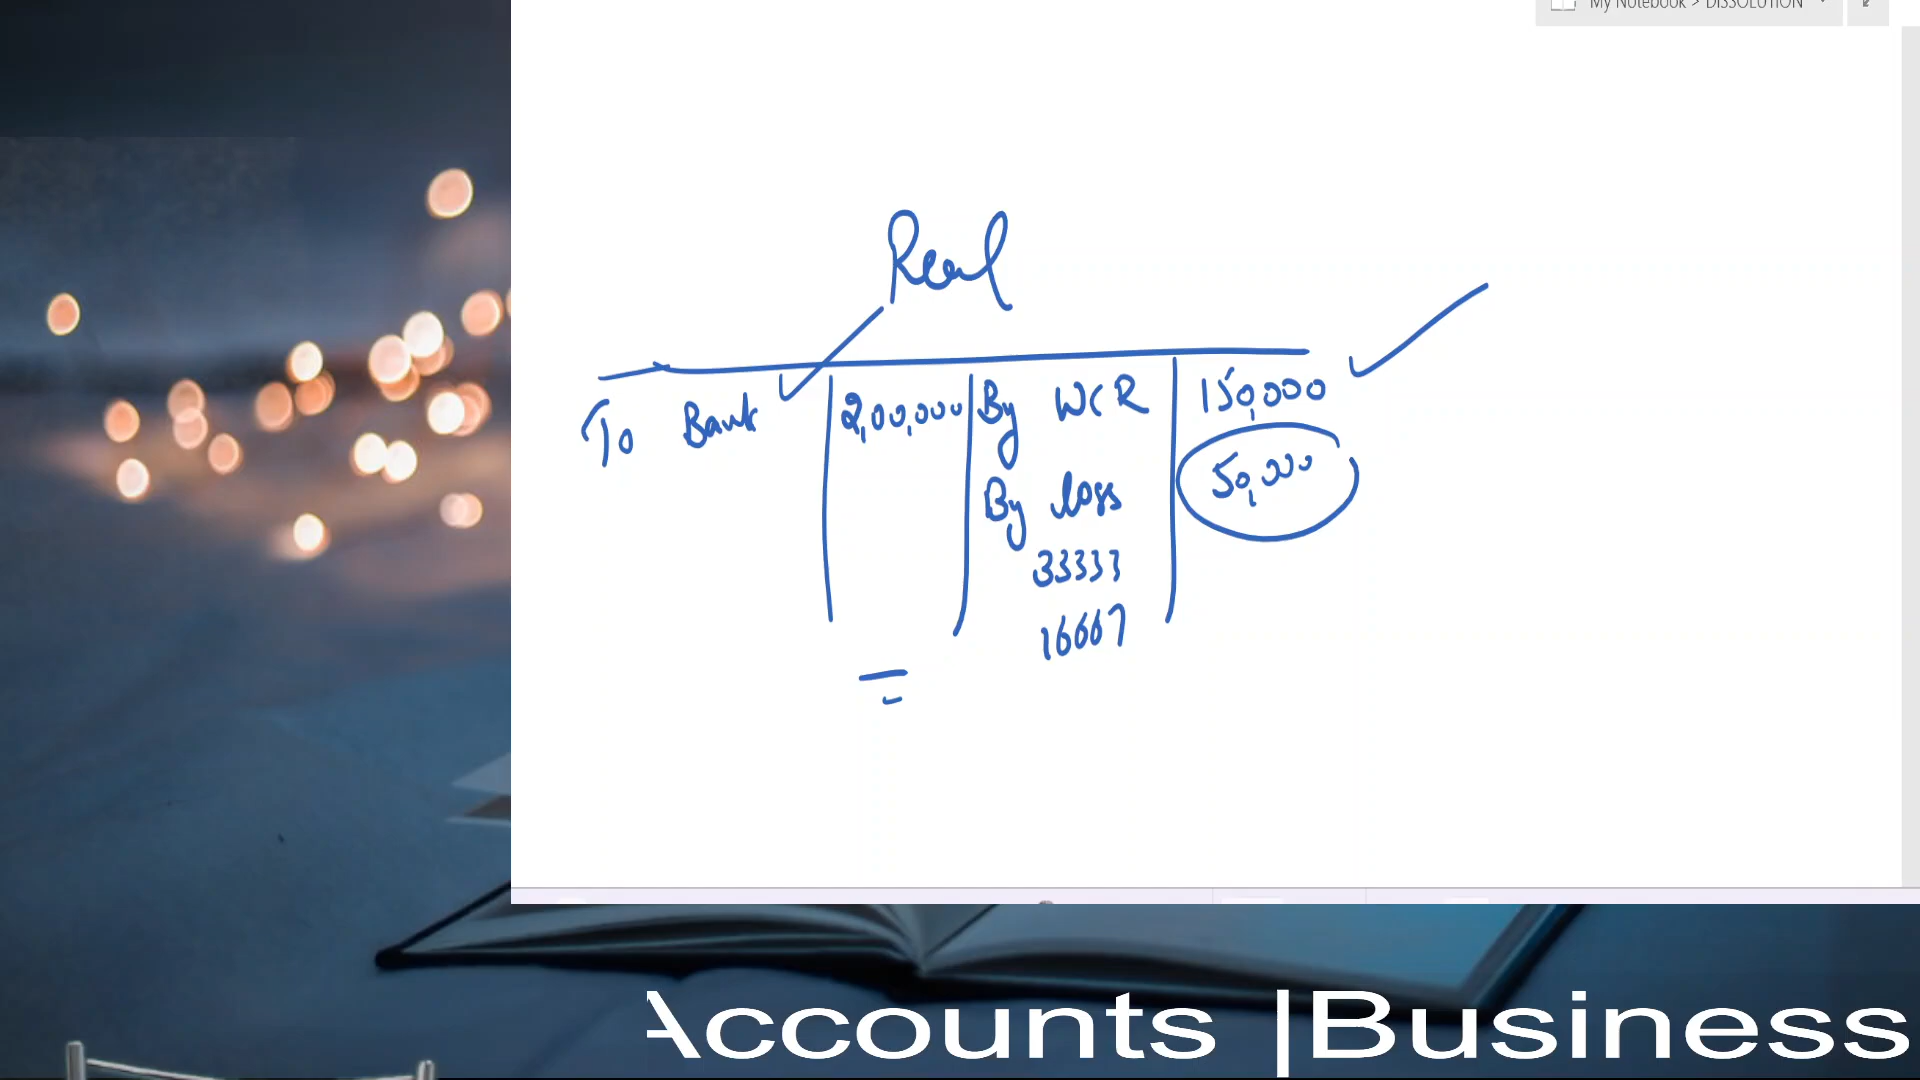 My Notebook > DISSOLUTION
Real
To Bank 2,00,000 By WCR 150,000
By loss 50,000
33333
16667
Accounts |Business